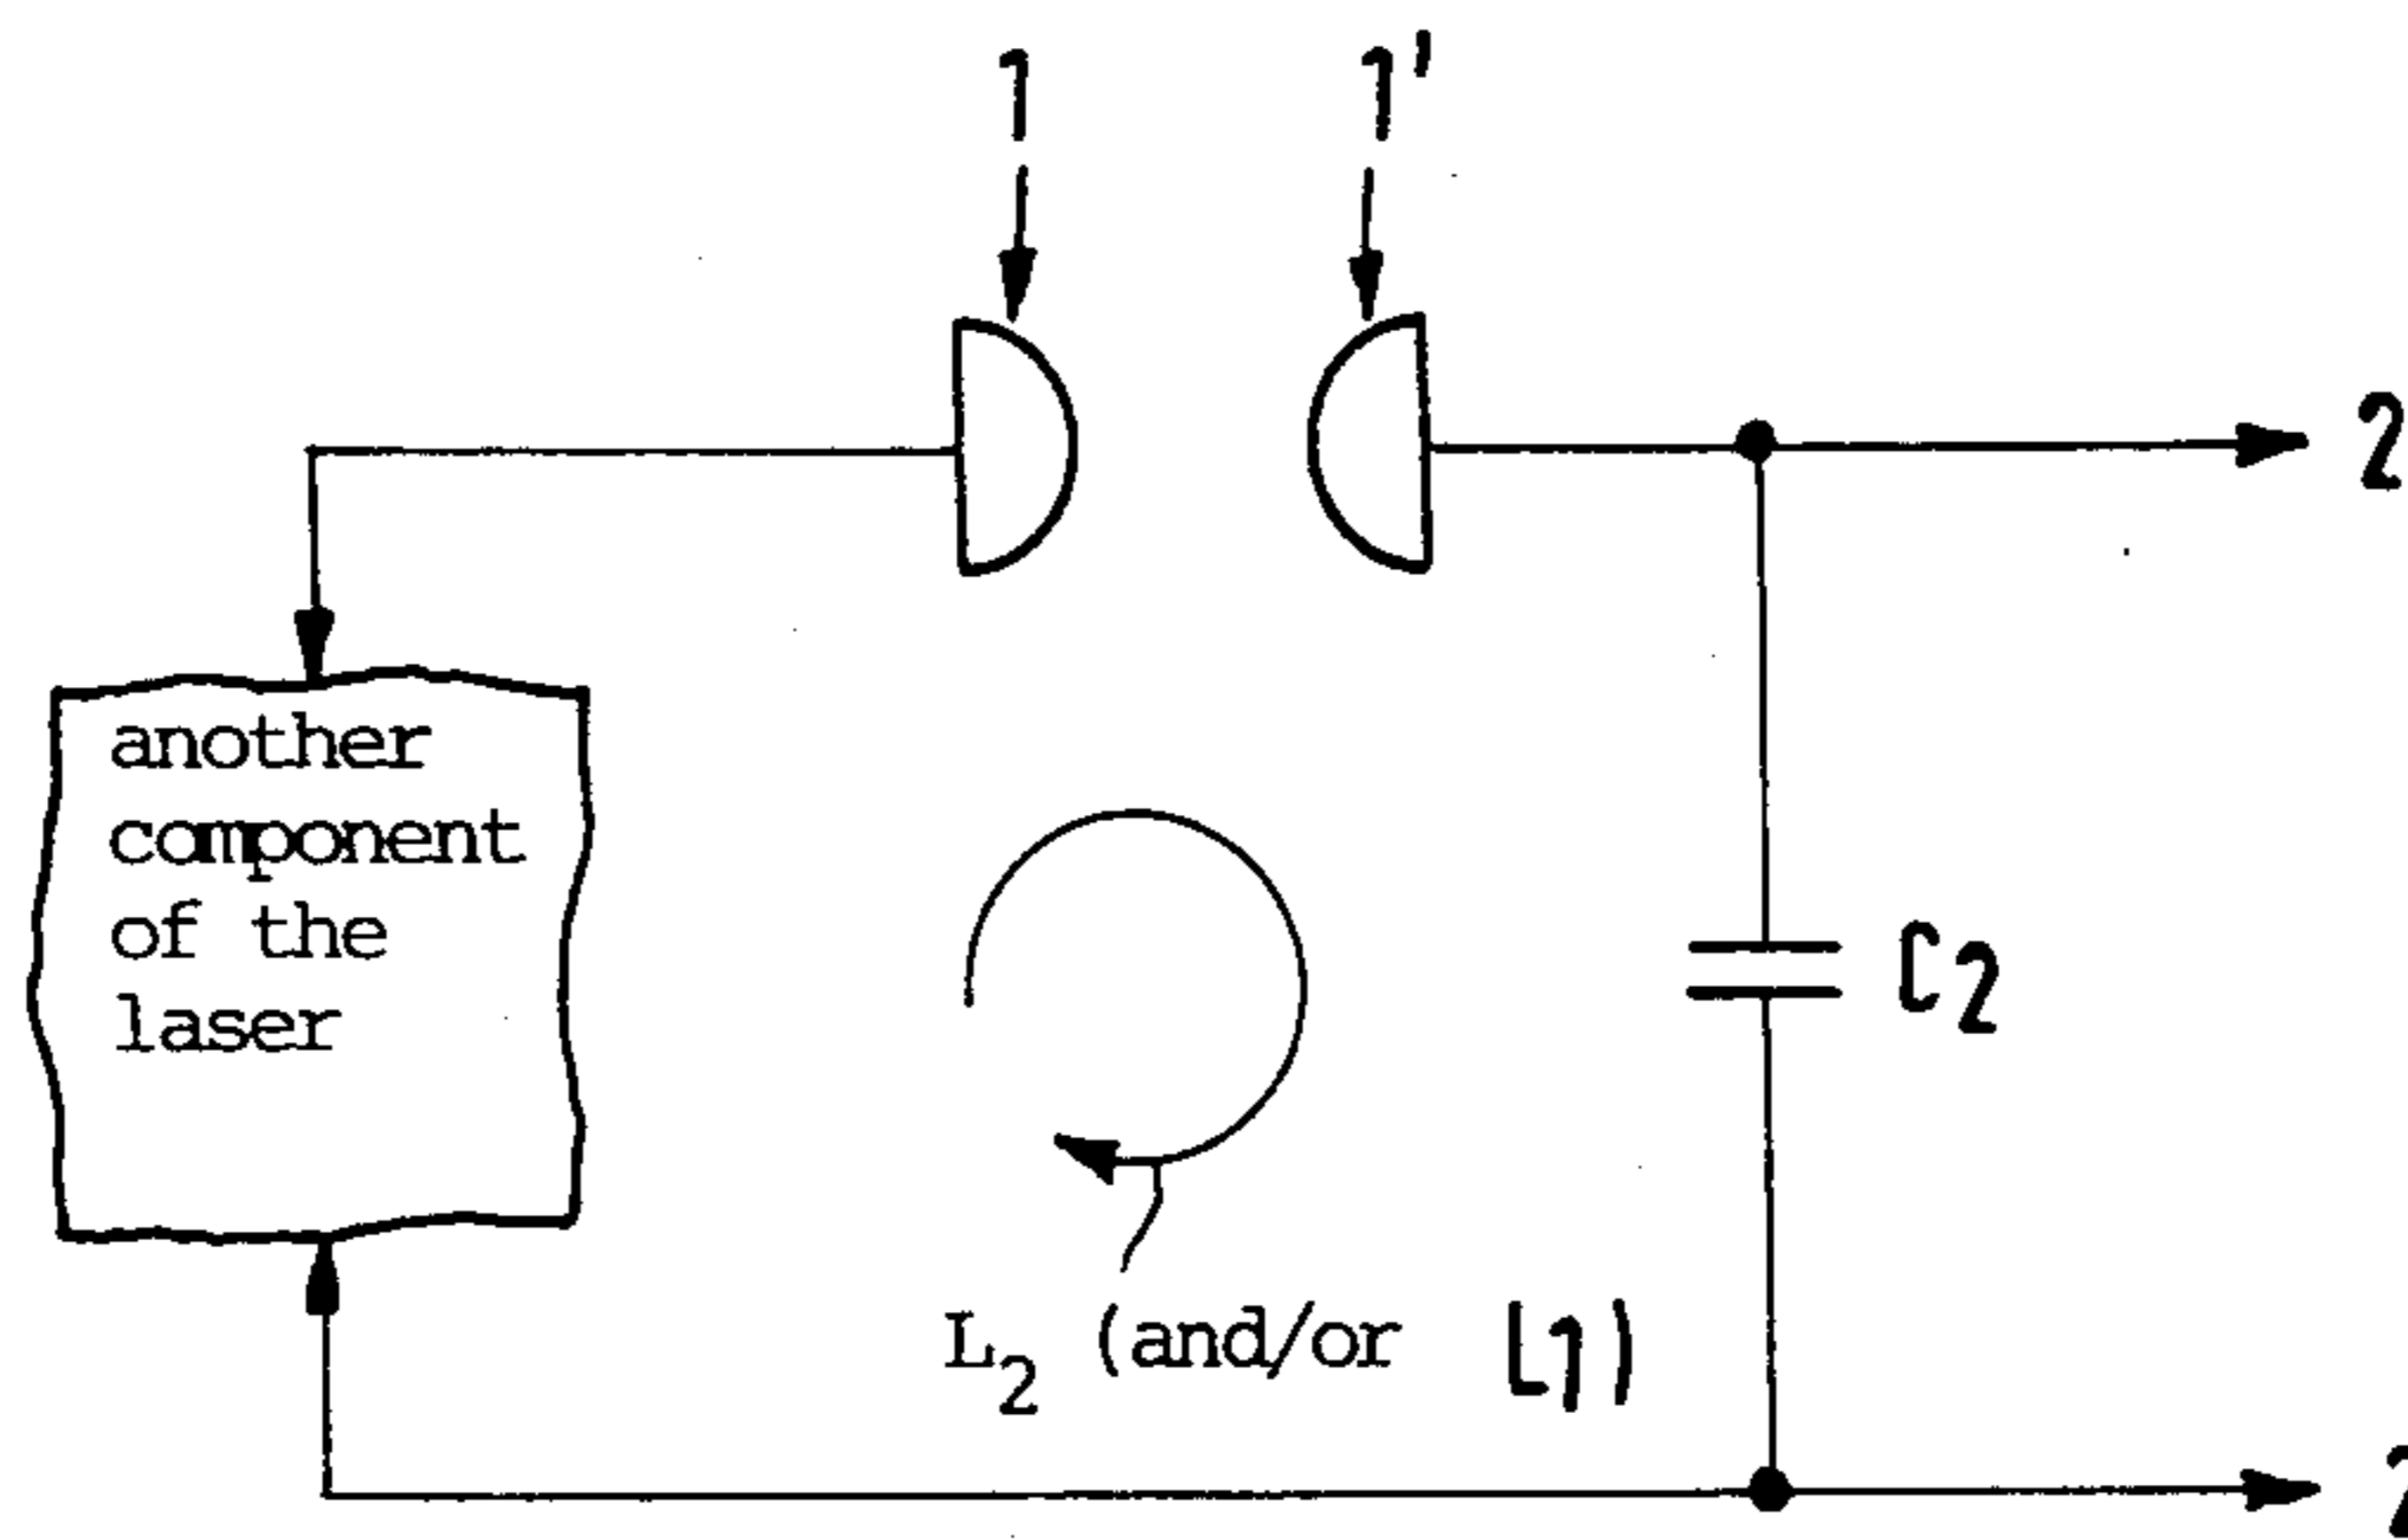 1 1'
2
another
component
of the
laser
C2
L2 (and/or L1)